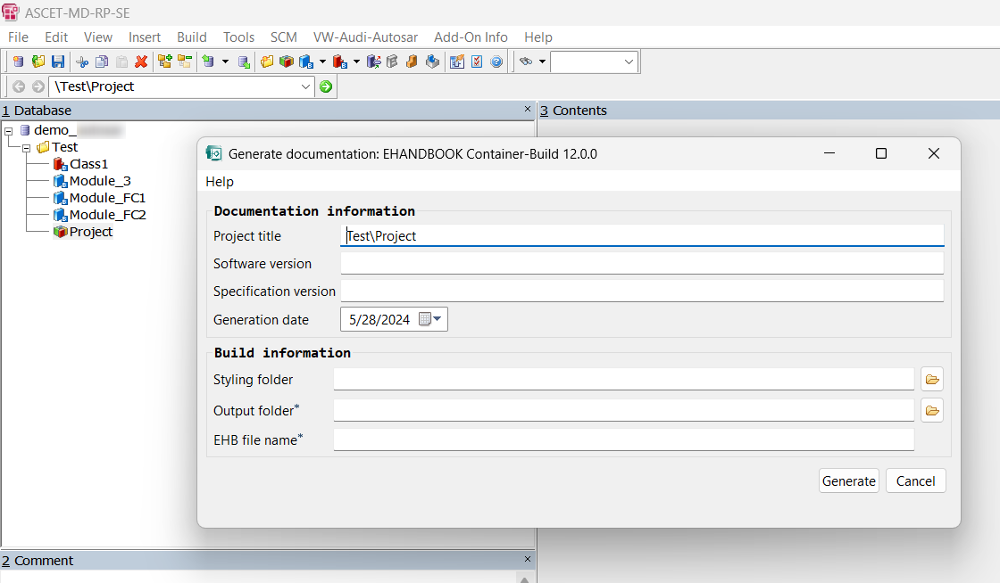 ASCET-MD-RP-SE
File Edit View Insert Build Tools SCM VW-Audi-Autosar Add-On Info Help
\Test\Project
1 Database
3 Contents
demo_
Test
Class1
Module_3
Module_FC1
Module_FC2
Project
Generate documentation: EHANDBOOK Container-Build 12.0.0
Help
Documentation information
Project title Test\Project
Software version
Specification version
Generation date 5/28/2024
Build information
Styling folder
Output folder*
EHB file name*
Generate Cancel
2 Comment